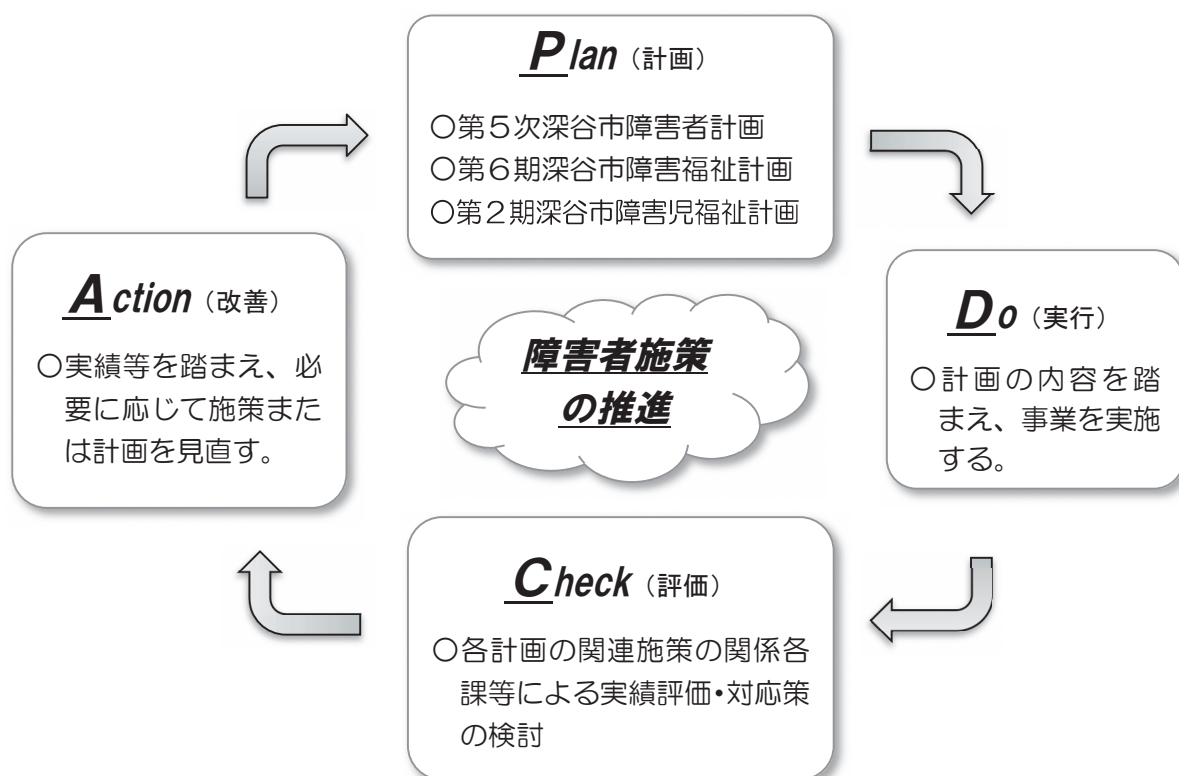 Plan（計画）
○第５次深谷市障害者計画
○第６期深谷市障害福祉計画
○第２期深谷市障害児福祉計画
Action（改善）
○実績等を踏まえ、必
要に応じて施策また
は計画を見直す。
障害者施策
の推進
Do（実行）
○計画の内容を踏
まえ、事業を実施
する。
Check（評価）
○各計画の関連施策の関係各
課等による実績評価・対応策
の検討